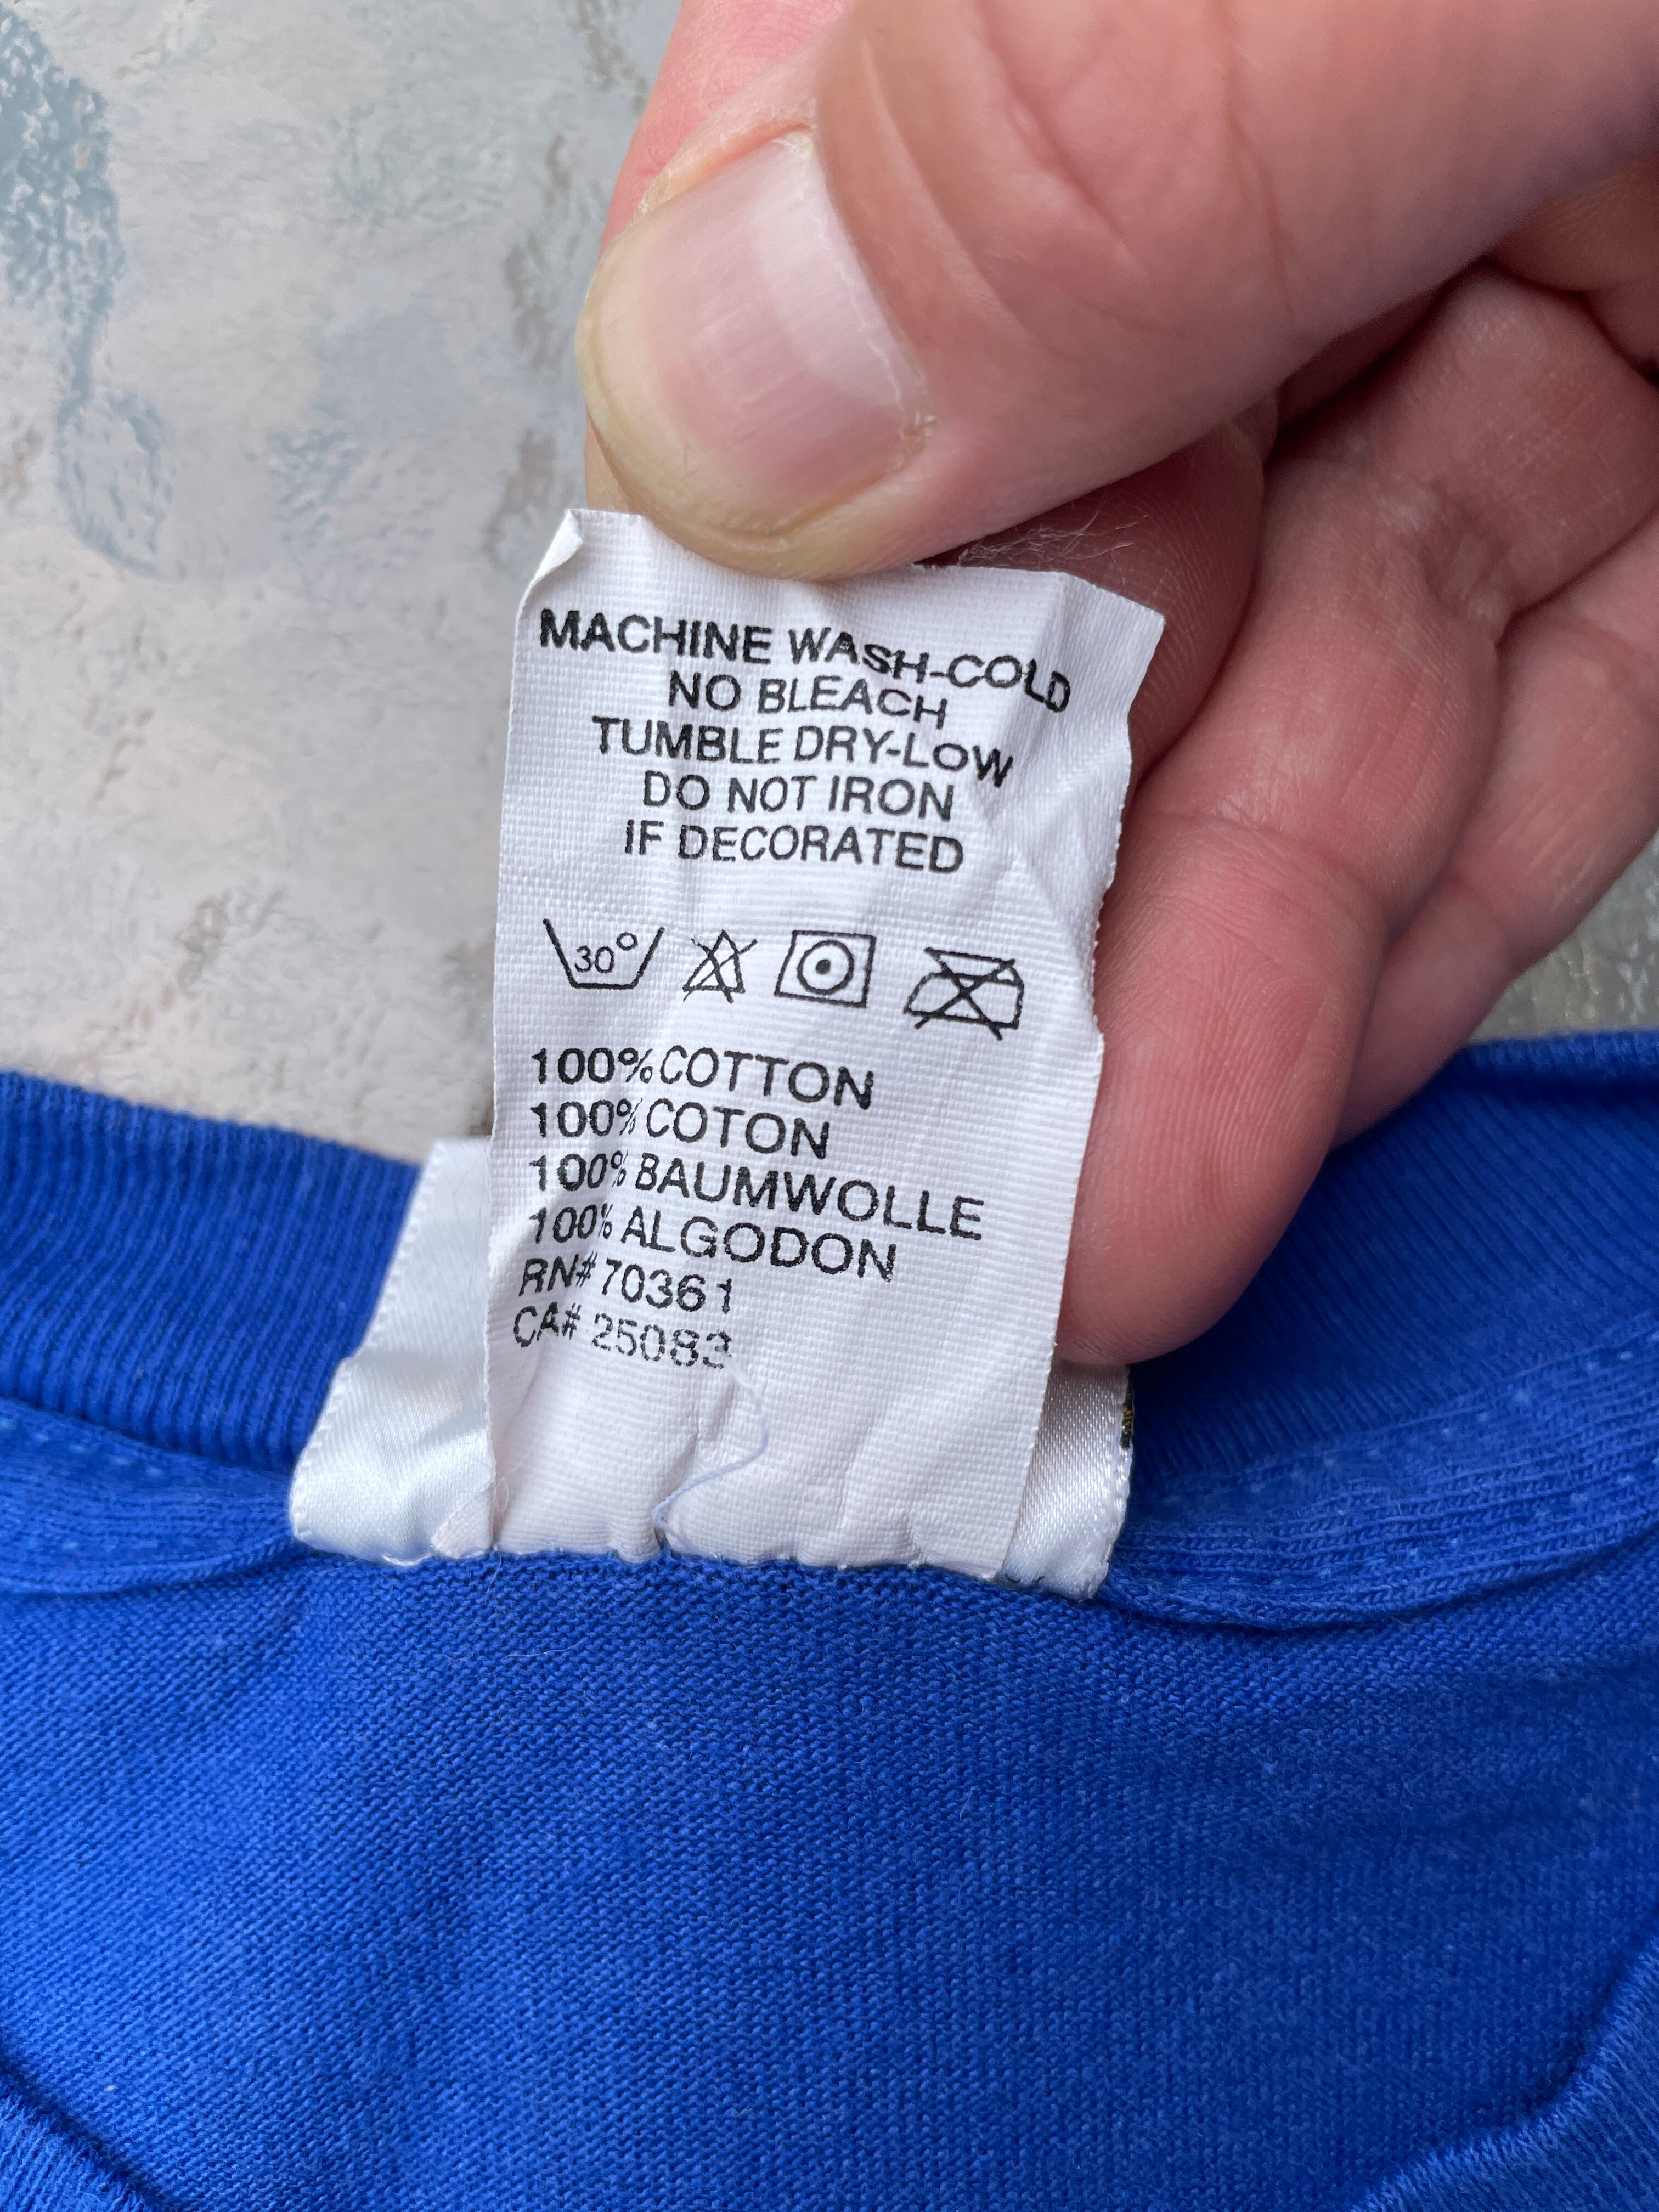 MACHINE WASH-COLD
NO BLEACH
TUMBLE DRY-LOW
DO NOT IRON
IF DECORATED
30°
100% COTTON
100% COTON
100% BAUMWOLLE
100% ALGODON
RN# 70361
CA# 25083